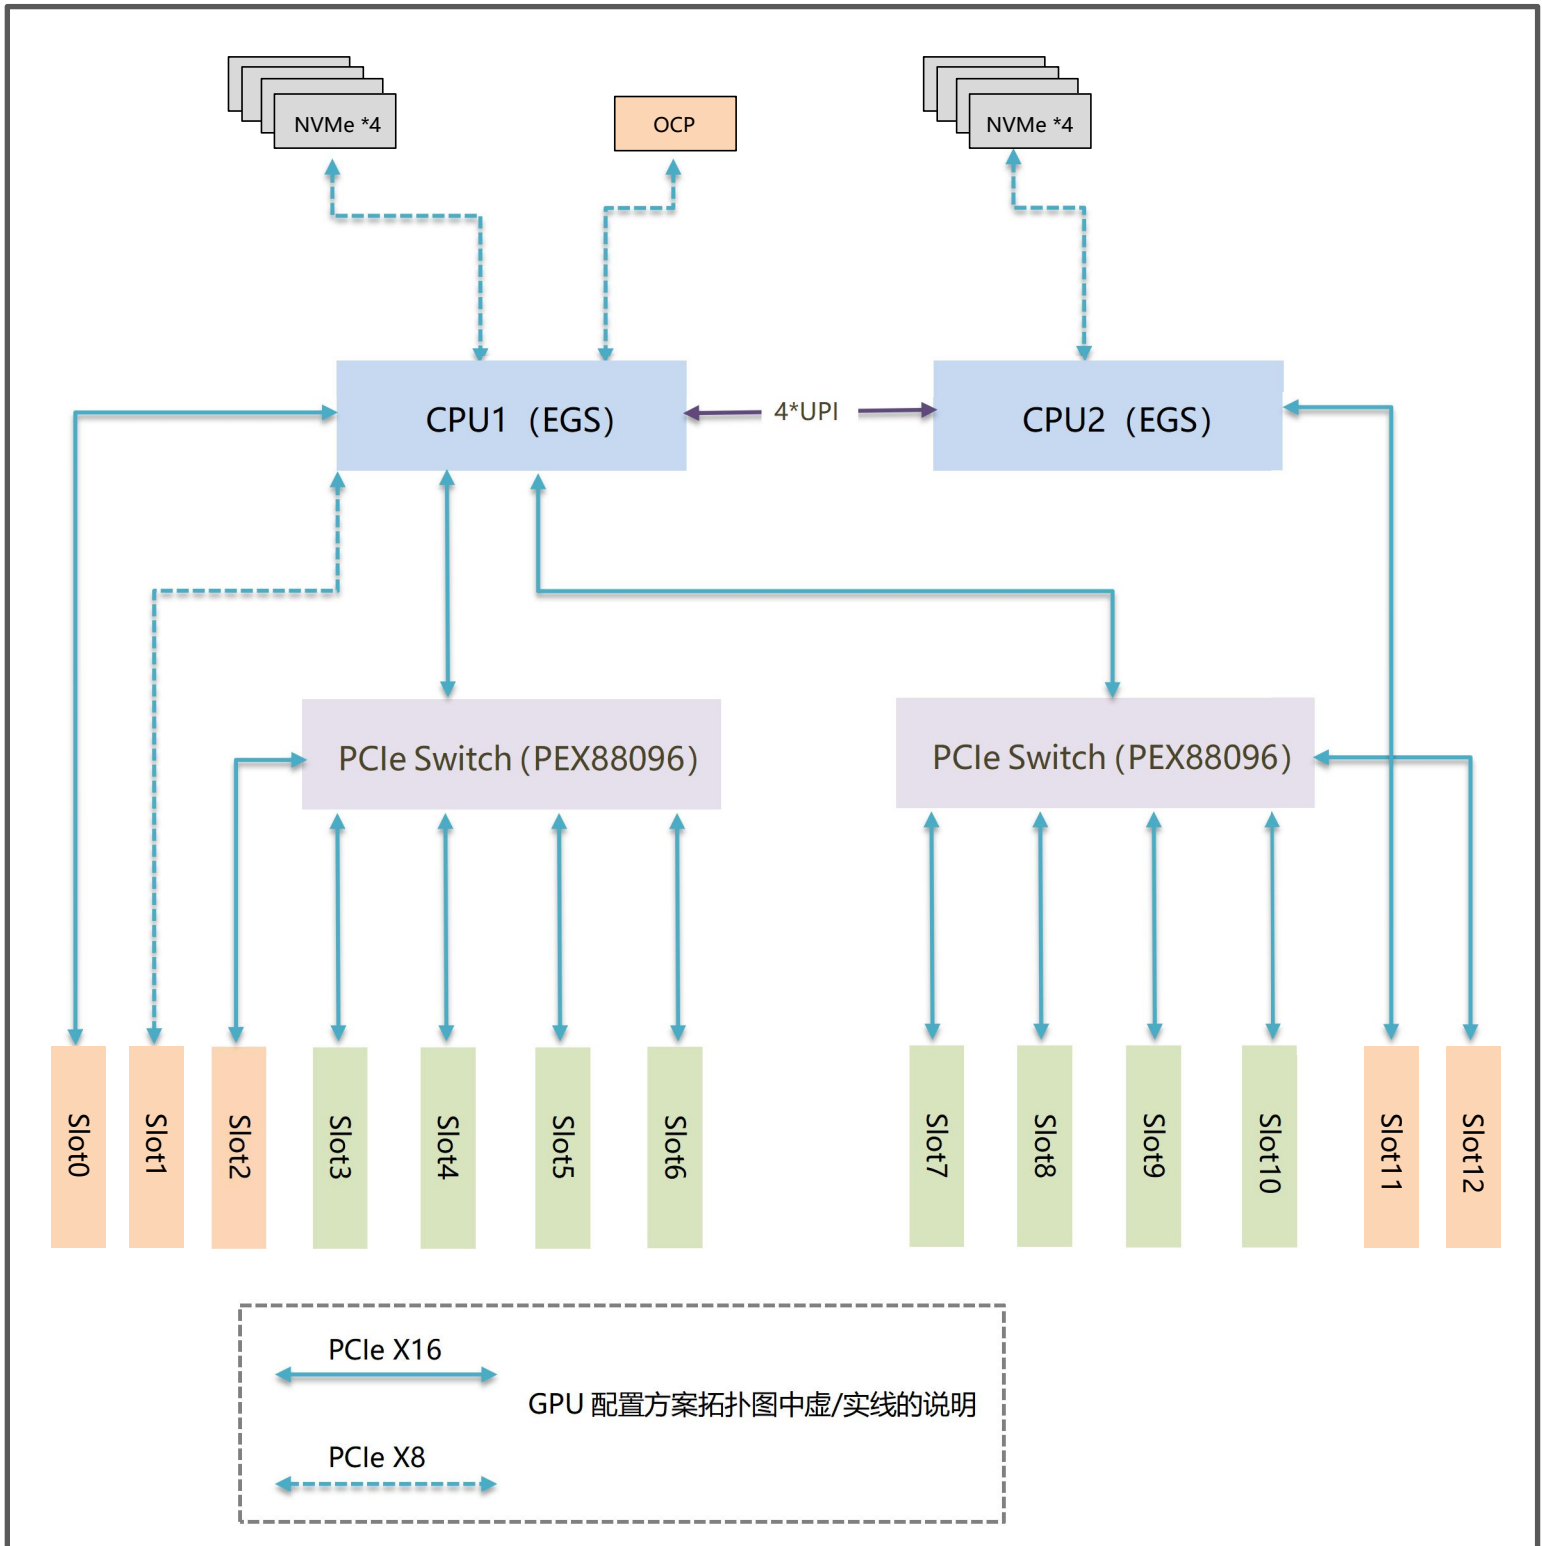 NVMe *4
OCP
NVMe *4
CPU1（EGS）
4*UPI
CPU2（EGS）
PCIe Switch（PEX88096）
PCIe Switch（PEX88096）
Slot0
Slot1
Slot2
Slot3
Slot4
Slot5
Slot6
Slot7
Slot8
Slot9
Slot10
Slot11
Slot12
PCIe X16
GPU 配置方案拓扑图中虚/实线的说明
PCIe X8